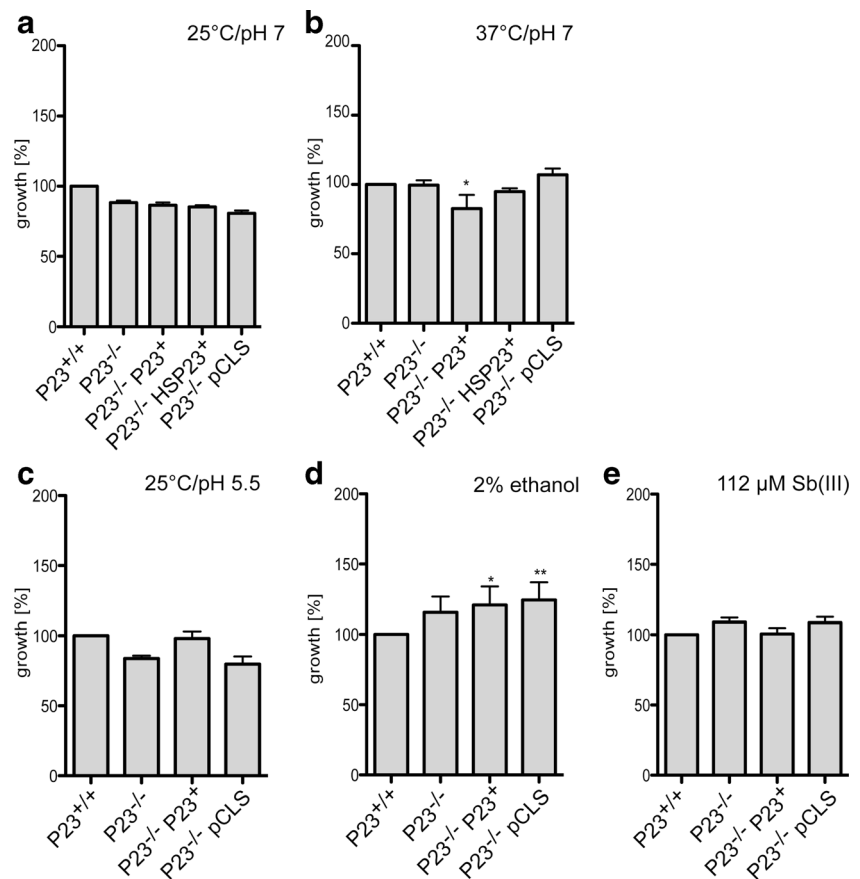 a
25°C/pH 7
growth [%]
200
150
100
50
0
P23+/+
P23-/-
P23-/- P23+
P23-/- HSP23+
P23-/- pCLS
b
37°C/pH 7
growth [%]
200
150
100
50
0
*
P23+/+
P23-/-
P23-/- P23+
P23-/- HSP23+
P23-/- pCLS
c
25°C/pH 5.5
growth [%]
200
150
100
50
0
P23+/+
P23-/-
P23-/- P23+
P23-/- pCLS
d
2% ethanol
growth [%]
200
150
100
50
0
*
**
P23+/+
P23-/-
P23-/- P23+
P23-/- pCLS
e
112 µM Sb(III)
growth [%]
200
150
100
50
0
P23+/+
P23-/-
P23-/- P23+
P23-/- pCLS